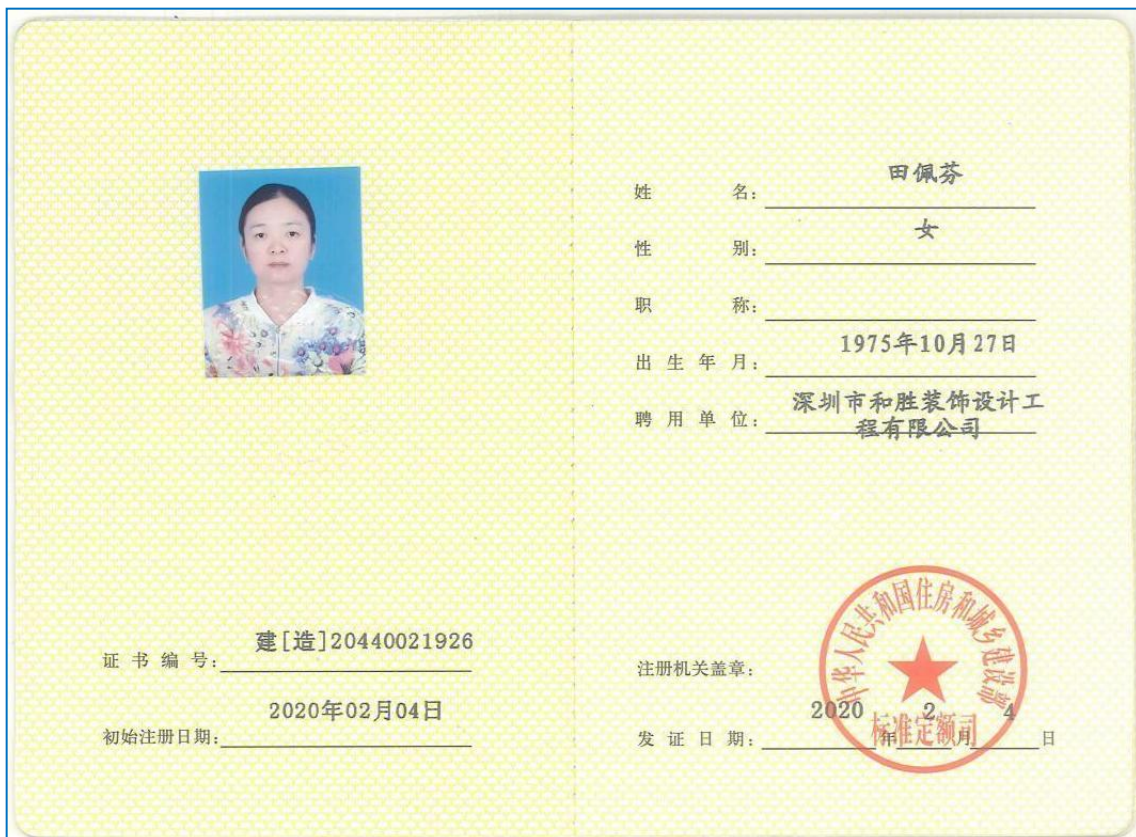 证书编号:建[造]20440021926
初始注册日期:2020年02月04日
姓名:田佩芬
性别:女
职称:
出生年月:1975年10月27日
聘用单位:深圳市和胜装饰设计工
程有限公司
注册机关盖章:
中华人民共和国住房和城乡建设部
标准定额司
发证日期:2020年2月4日